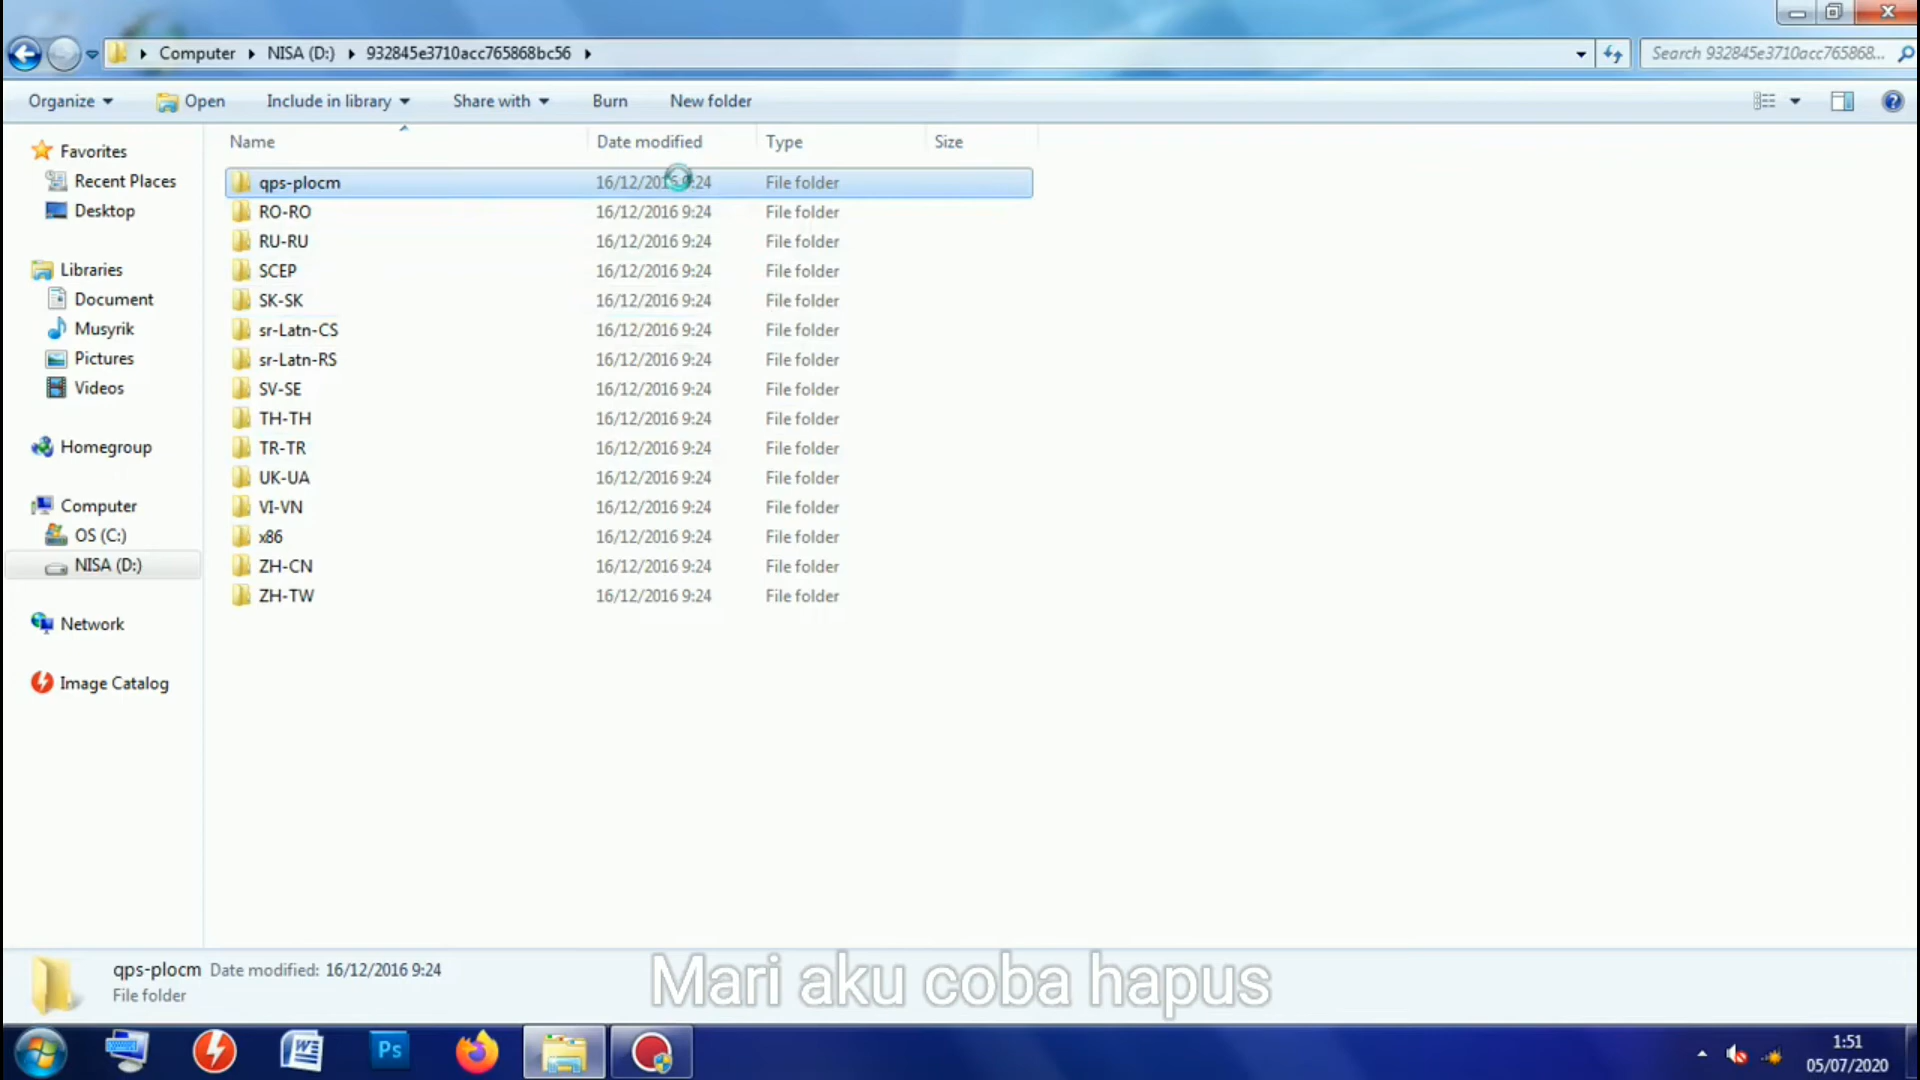 Computer NISA (D:) 932845e3710acc765868bc56
Search 932845e3710acc765868...
Organize Open Include in library Share with Burn New folder
Name Date modified Type Size
Favorites
Recent Places
Desktop
Libraries
Document
Musyrik
Pictures
Videos
Homegroup
Computer
OS (C:)
NISA (D:)
Network
Image Catalog
qps-plocm 16/12/2016 9:24 File folder
RO-RO 16/12/2016 9:24 File folder
RU-RU 16/12/2016 9:24 File folder
SCEP 16/12/2016 9:24 File folder
SK-SK 16/12/2016 9:24 File folder
sr-Latn-CS 16/12/2016 9:24 File folder
sr-Latn-RS 16/12/2016 9:24 File folder
SV-SE 16/12/2016 9:24 File folder
TH-TH 16/12/2016 9:24 File folder
TR-TR 16/12/2016 9:24 File folder
UK-UA 16/12/2016 9:24 File folder
VI-VN 16/12/2016 9:24 File folder
x86 16/12/2016 9:24 File folder
ZH-CN 16/12/2016 9:24 File folder
ZH-TW 16/12/2016 9:24 File folder
qps-plocm Date modified: 16/12/2016 9:24
File folder
Mari aku coba hapus
Ps
1:51
05/07/2020